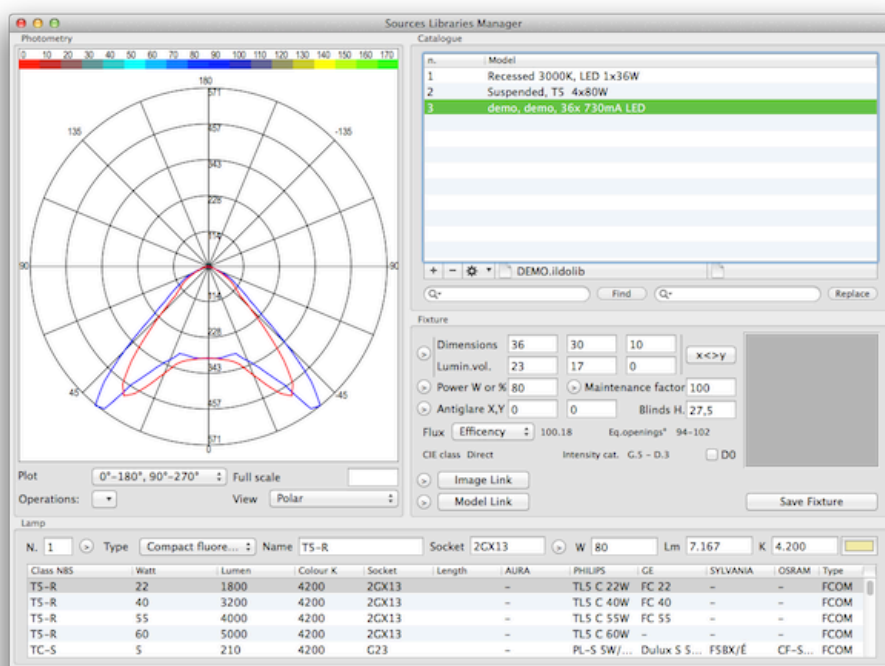 Sources Libraries Manager
Photometry
0 10 20 30 40 50 60 70 80 90 100 110 120 130 140 150 160 170
180
571
135 457 -135
343
228
114
90 90
114
228
343
45 -45
457
571
0
Plot 0°-180°, 90°-270° Full scale
Operations: View Polar
Catalogue
n. Model
1 Recessed 3000K, LED 1x36W
2 Suspended, T5 4x80W
3 demo, demo, 36x 730mA LED
+ - DEMO.ildolib
Find Replace
Fixture
Dimensions 36 30 10
x<>y
Lumin.vol. 23 17 0
> Power W or % 80 > Maintenance factor 100
> Antiglare X,Y 0 0 Blinds H. 27,5
Flux Efficency 100.18 Eq.openings° 94-102
CIE class Direct Intensity cat. G.5 - D.3 D0
> Image Link
> Model Link Save Fixture
Lamp
N. 1 > Type Compact fluore... Name T5-R Socket 2GX13 > W 80 Lm 7.167 K 4.200
Class NBS Watt Lumen Colour K Socket Length AURA PHILIPS GE SYLVANIA OSRAM Type
T5-R 22 1800 4200 2GX13 - TL5 C 22W FC 22 - - FCOM
T5-R 40 3200 4200 2GX13 - TL5 C 40W FC 40 - - FCOM
T5-R 55 4000 4200 2GX13 - TL5 C 55W FC 55 - - FCOM
T5-R 60 5000 4200 2GX13 - TL5 C 60W - - - FCOM
TC-S 5 210 4200 G23 - PL-S 5W/... Dulux S 5... F5BX/É CF-S... FCOM